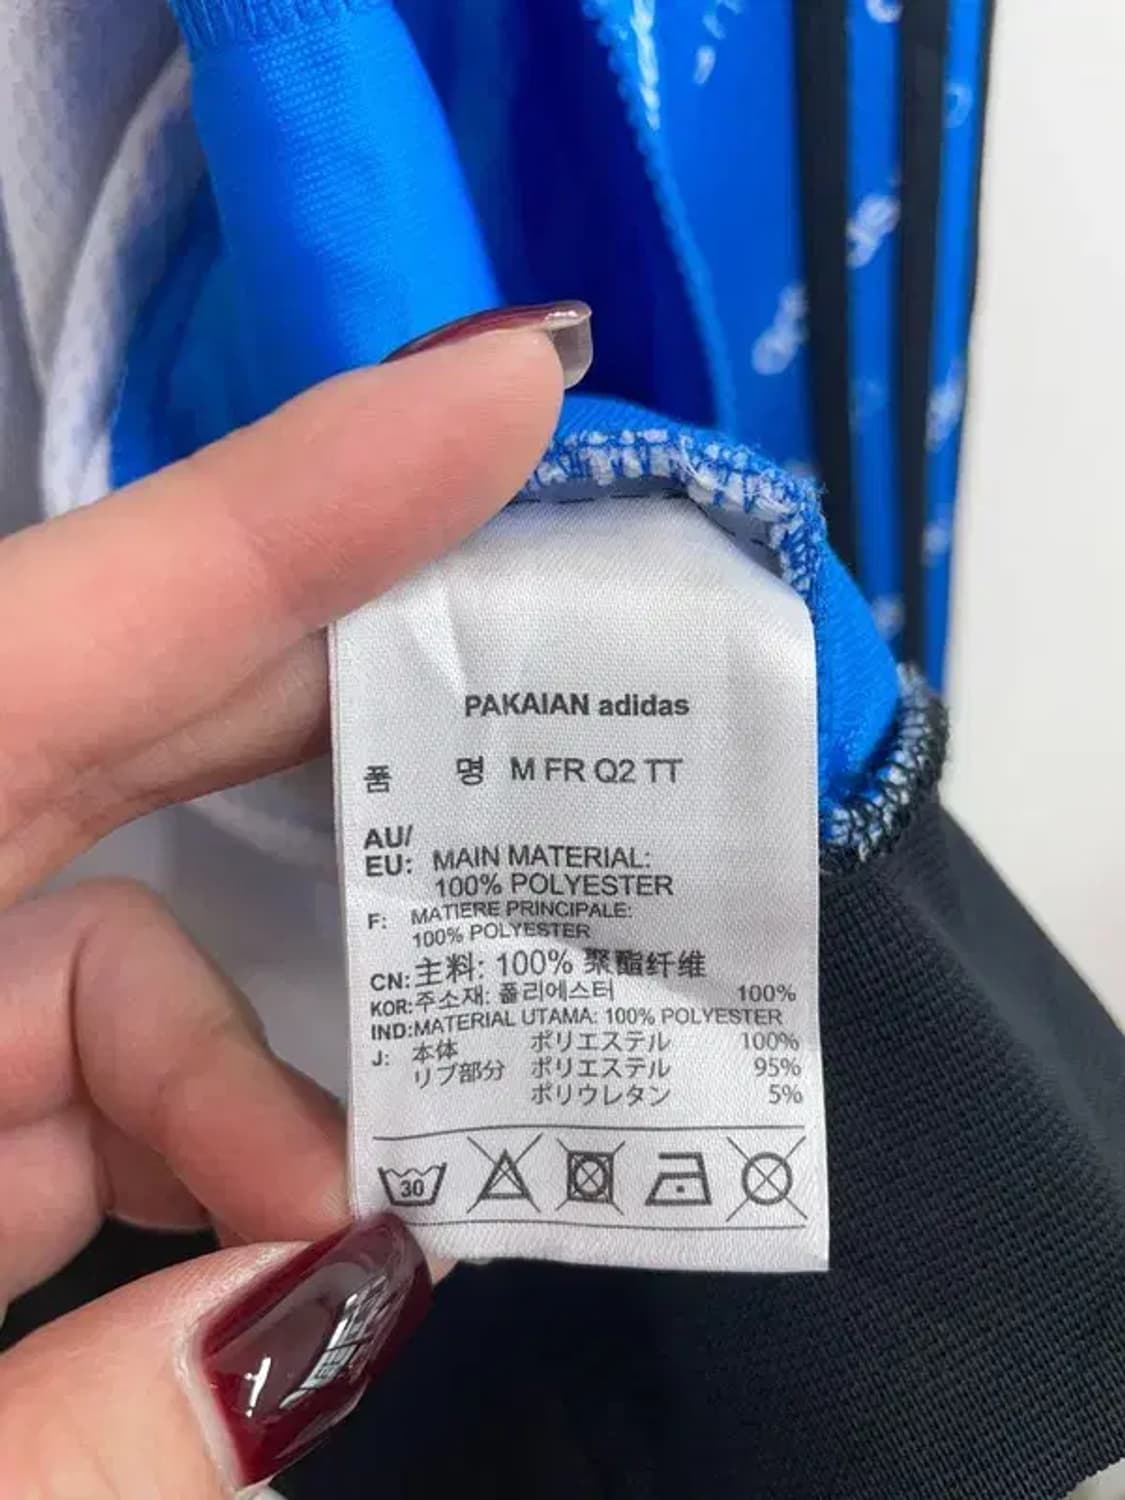 PAKAIAN adidas
품 명 M FR Q2 TT
AU/
EU: MAIN MATERIAL:
100% POLYESTER
F: MATIERE PRINCIPALE:
100% POLYESTER
CN: 主料: 100% 聚酯纤维
KOR: 주소재: 폴리에스터 100%
IND: MATERIAL UTAMA: 100% POLYESTER
J: 本体 ポリエステル 100%
リブ部分 ポリエステル 95%
ポリウレタン 5%
30